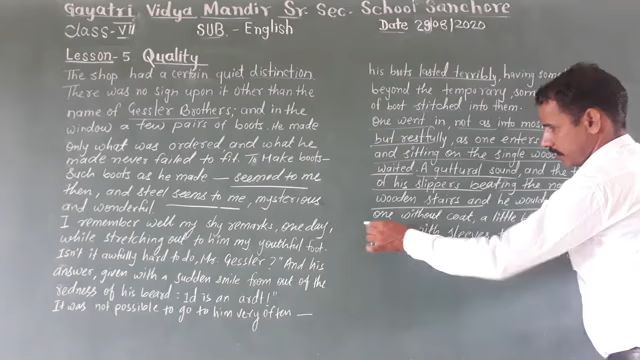 Gayatri Vidya Mandir Sr. Sec. School Sanchore
Class-VII SUB.- English Date 29/08/2020
Lesson-5 Quality
The shop had a certain quiet distinction.
There was no sign upon it other than the
name of Gessler Brothers; and in the
window a few pairs of boots. He made
only what was ordered, and what he
made never failed to fit. To make boots-
Such boots as he made — seemed to me
then, and steel seems to me, mysterious
and wonderful
I remember well my shy remarks, one day,
while stretching out to him my youthful foot.
Isn't it awfully hard to do, Mr. Gessler?" And his
answer, given with a sudden smile from out of the
redness of his beard: Id is an ardt!"
It was not possible to go to him very often —
his boots lasted terribly, having
beyond the temporary,
of boot stitched into them.
One went in, not as into
but restfully, as one enters
and sitting on the single
waited. A guttural sound, and the
of his slippers beating the
wooden stairs and he would
one without coat, a little
with sleeves